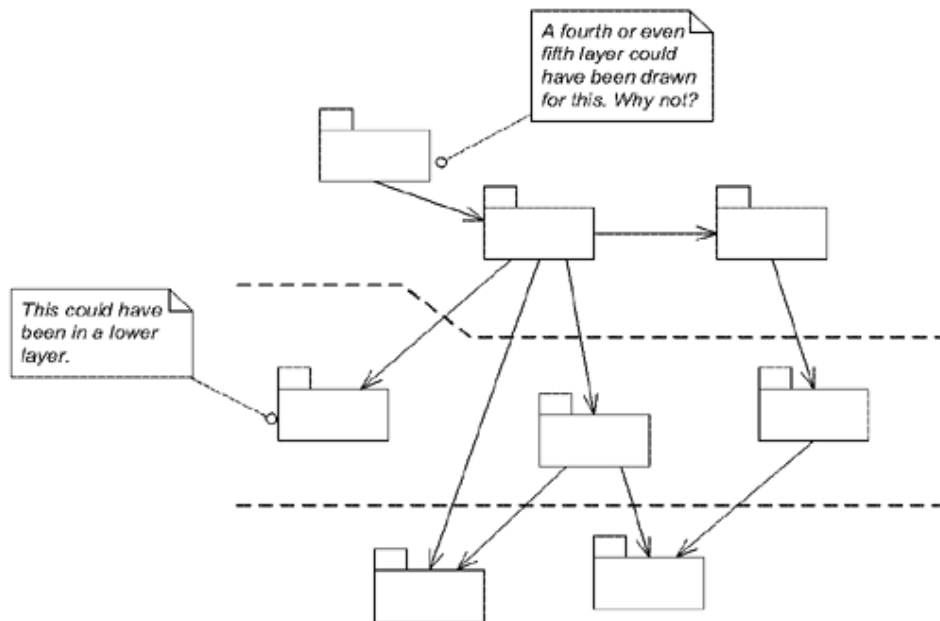 A fourth or even
fifth layer could
have been drawn
for this. Why not?
This could have
been in a lower
layer.